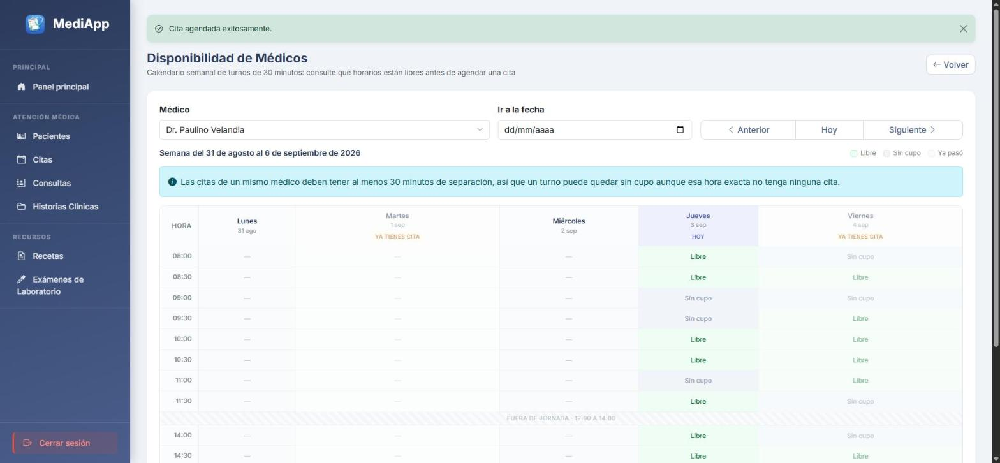 MediApp
PRINCIPAL
Panel principal
ATENCIÓN MÉDICA
Pacientes
Citas
Consultas
Historias Clínicas
RECURSOS
Recetas
Exámenes de
Laboratorio
Cerrar sesión
Cita agendada exitosamente.
Disponibilidad de Médicos
Calendario semanal de turnos de 30 minutos: consulte qué horarios están libres antes de agendar una cita
← Volver
Médico
Ir a la fecha
Dr. Paulino Velandia
dd/mm/aaaa
Anterior
Hoy
Siguiente
Semana del 31 de agosto al 6 de septiembre de 2026
Libre Sin cupo Ya pasó
Las citas de un mismo médico deben tener al menos 30 minutos de separación, así que un turno puede quedar sin cupo aunque esa hora exacta no tenga ninguna cita.
HORA
Lunes
31 ago
Martes
1 sep
YA TIENES CITA
Miércoles
2 sep
Jueves
3 sep
HOY
Viernes
4 sep
YA TIENES CITA
08:00 — — — Libre Sin cupo
08:30 — — — Libre Libre
09:00 — — — Sin cupo Sin cupo
09:30 — — — Sin cupo Libre
10:00 — — — Libre Libre
10:30 — — — Libre Libre
11:00 — — — Sin cupo Libre
11:30 — — — Libre Sin cupo
FUERA DE JORNADA · 12:00 A 14:00
14:00 — — — Libre Sin cupo
14:30 — — — Libre Libre